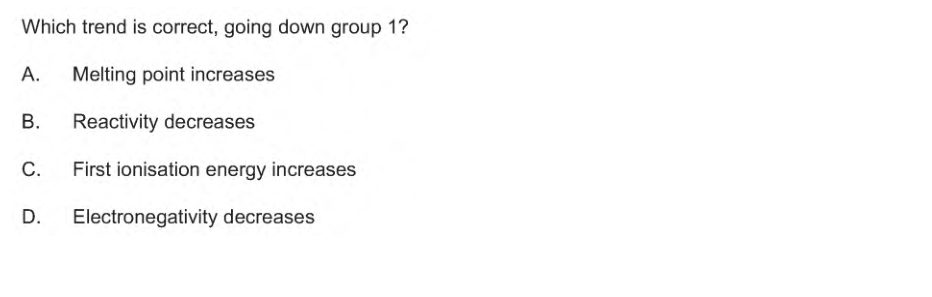 Which trend is correct, going down group 1?
A. Melting point increases
B. Reactivity decreases
C. First ionisation energy increases
D. Electronegativity decreases